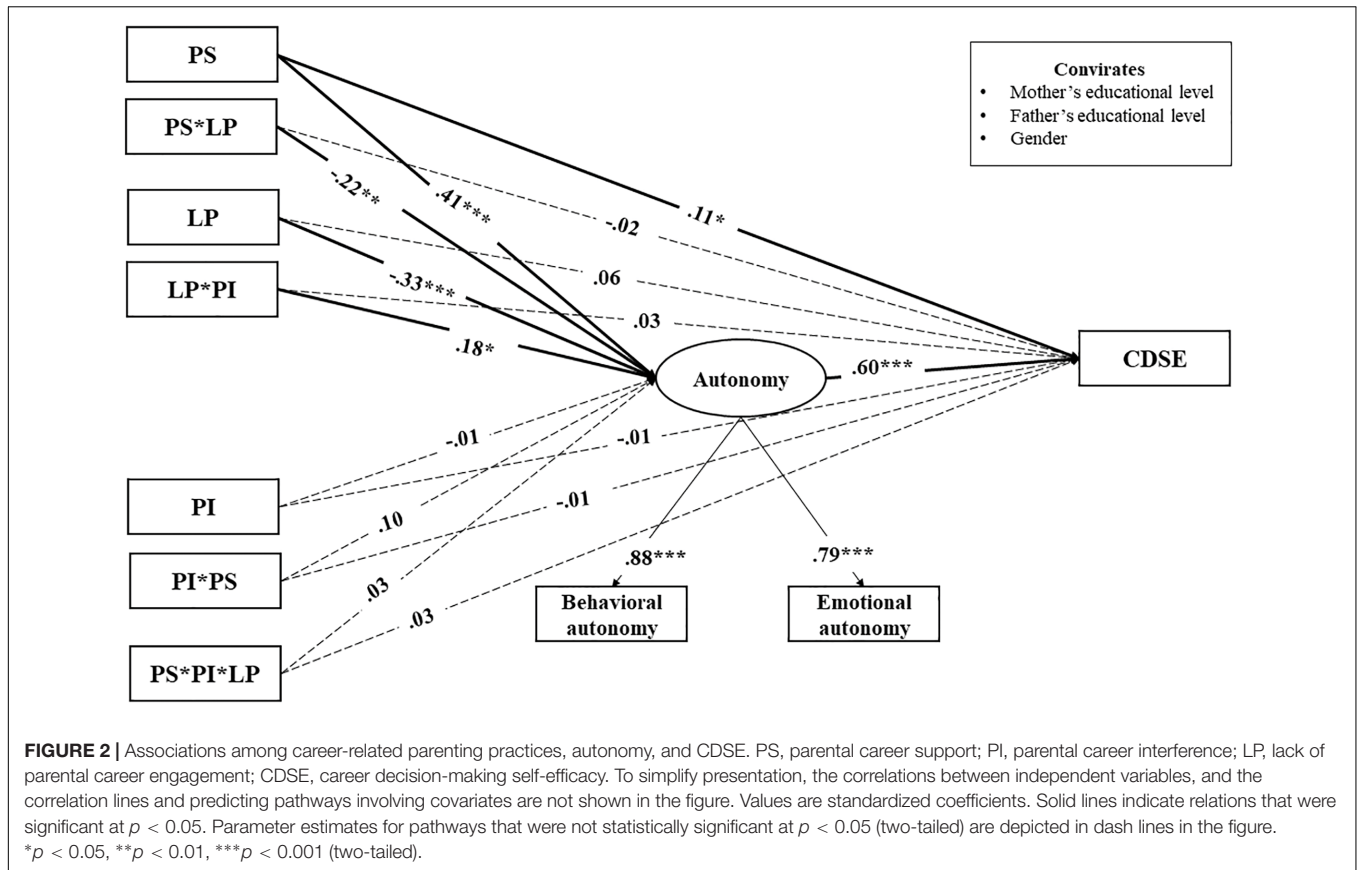 PS
PS*LP
LP
LP*PI
PI
PI*PS
PS*PI*LP
Convirates
• Mother's educational level
• Father's educational level
• Gender
-.22**
.41***
.11*
-.02
-.33***
.06
.18*
.03
Autonomy
.60***
CDSE
-.01
-.01
.10
-.01
.03
.03
.88***
.79***
Behavioral
autonomy
Emotional
autonomy
FIGURE 2 | Associations among career-related parenting practices, autonomy, and CDSE. PS, parental career support; PI, parental career interference; LP, lack of
parental career engagement; CDSE, career decision-making self-efficacy. To simplify presentation, the correlations between independent variables, and the
correlation lines and predicting pathways involving covariates are not shown in the figure. Values are standardized coefficients. Solid lines indicate relations that were
significant at p < 0.05. Parameter estimates for pathways that were not statistically significant at p < 0.05 (two-tailed) are depicted in dash lines in the figure.
*p < 0.05, **p < 0.01, ***p < 0.001 (two-tailed).